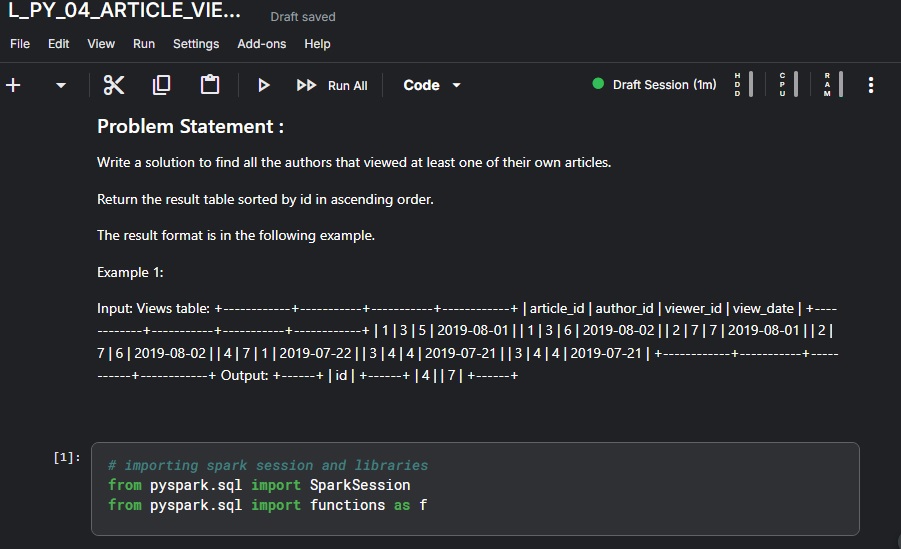 L_PY_04_ARTICLE_VIE... Draft saved
File Edit View Run Settings Add-ons Help
+ Run All Code Draft Session (1m) HDD CPU RAM
Problem Statement :
Write a solution to find all the authors that viewed at least one of their own articles.
Return the result table sorted by id in ascending order.
The result format is in the following example.
Example 1:
Input: Views table: +------------+-----------+-----------+------------+ | article_id | author_id | viewer_id | view_date | +----
---------+-----------+-----------+------------+ | 1 | 3 | 5 | 2019-08-01 | | 1 | 3 | 6 | 2019-08-02 | | 2 | 7 | 7 | 2019-08-01 | | 2 |
7 | 6 | 2019-08-02 | | 4 | 7 | 1 | 2019-07-22 | | 3 | 4 | 4 | 2019-07-21 | | 3 | 4 | 4 | 2019-07-21 | +------------+-----------+-----
------+------------+ Output: +------+ | id | +------+ | 4 | | 7 | +------+
[1]:
# importing spark session and libraries
from pyspark.sql import SparkSession
from pyspark.sql import functions as f